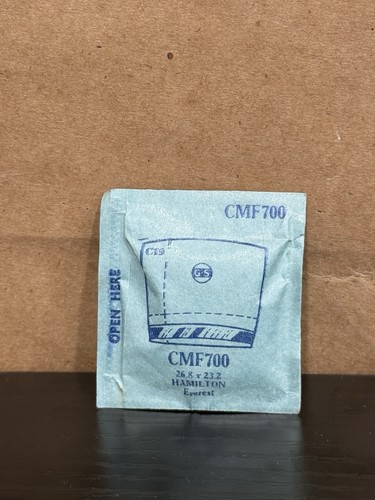 CMF700
C19
GS
OPEN HERE
CMF700
26.8 x 23.2
HAMILTON
Everest